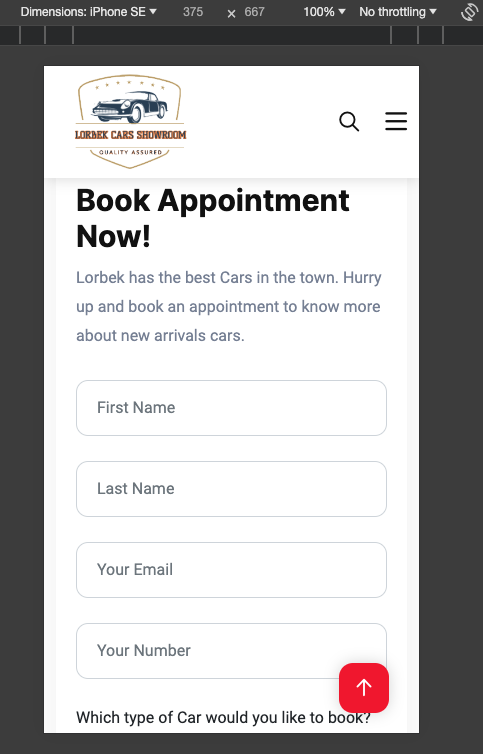 Dimensions: iPhone SE 375 × 667 100% No throttling
LORBEK CARS SHOWROOM
QUALITY ASSURED
Book Appointment
Now!
Lorbek has the best Cars in the town. Hurry
up and book an appointment to know more
about new arrivals cars.
First Name
Last Name
Your Email
Your Number
Which type of Car would you like to book?